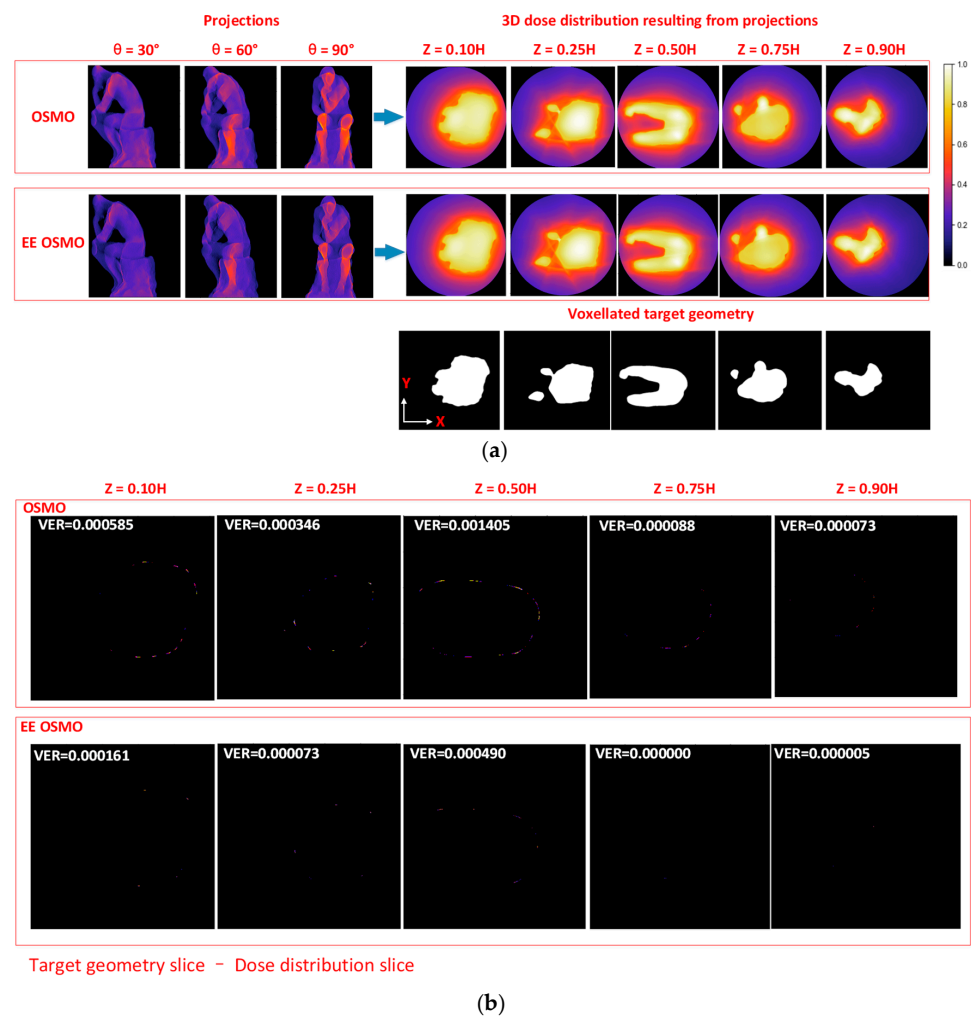 Projections
3D dose distribution resulting from projections
θ = 30°
θ = 60°
θ = 90°
Z = 0.10H
Z = 0.25H
Z = 0.50H
Z = 0.75H
Z = 0.90H
OSMO
1.0
0.8
0.6
0.4
0.2
0.0
EE OSMO
Voxellated target geometry
Y
X
(a)
Z = 0.10H
Z = 0.25H
Z = 0.50H
Z = 0.75H
Z = 0.90H
OSMO
VER=0.000585
VER=0.000346
VER=0.001405
VER=0.000088
VER=0.000073
EE OSMO
VER=0.000161
VER=0.000073
VER=0.000490
VER=0.000000
VER=0.000005
Target geometry slice - Dose distribution slice
(b)